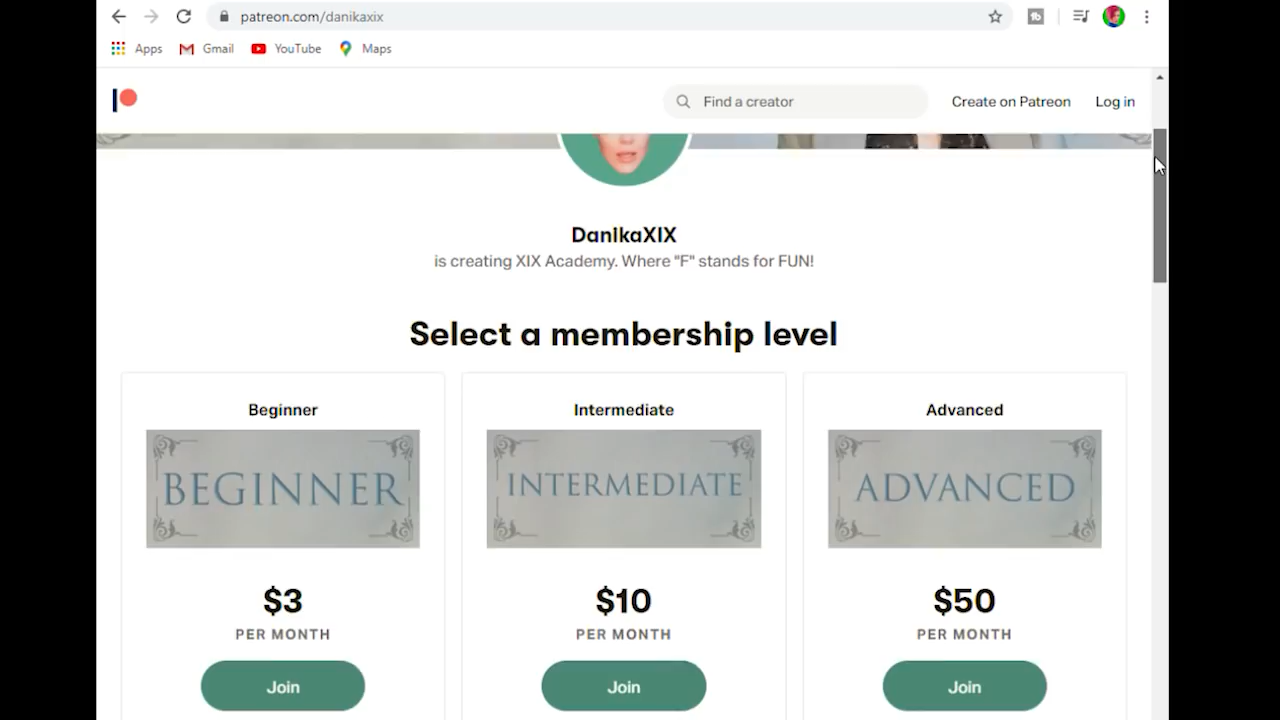 patreon.com/danikaxix
Apps Gmail YouTube Maps
Find a creator Create on Patreon Log in
DanikaXIX
is creating XIX Academy. Where "F" stands for FUN!
Select a membership level
Beginner Intermediate Advanced
BEGINNER INTERMEDIATE ADVANCED
$3 $10 $50
PER MONTH PER MONTH PER MONTH
Join Join Join